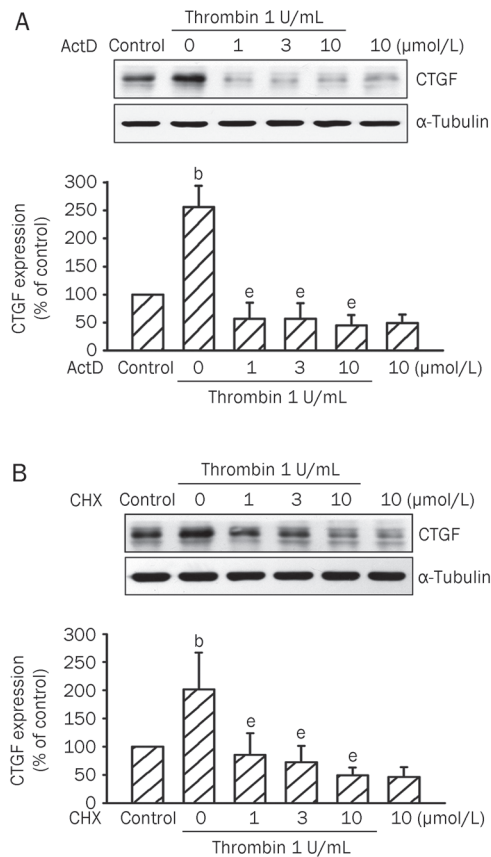 A
Thrombin 1 U/mL
ActD Control 0 1 3 10 10 (μmol/L)
CTGF
α-Tubulin
CTGF expression
(% of control)
300
250
200
150
100
50
0
b
e
e
e
ActD Control 0 1 3 10 10 (μmol/L)
Thrombin 1 U/mL
B
Thrombin 1 U/mL
CHX Control 0 1 3 10 10 (μmol/L)
CTGF
α-Tubulin
CTGF expression
(% of control)
300
250
200
150
100
50
0
b
e
e
e
CHX Control 0 1 3 10 10 (μmol/L)
Thrombin 1 U/mL